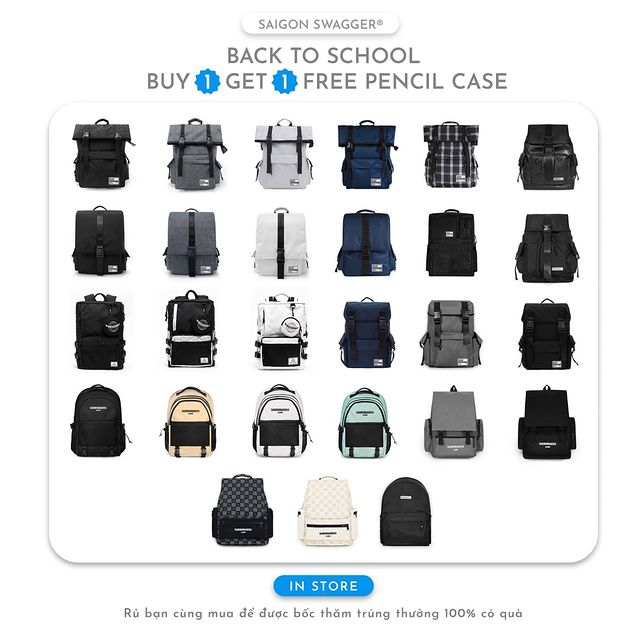 SAIGON SWAGGER®
BACK TO SCHOOL
BUY 1 GET 1 FREE PENCIL CASE
IN STORE
Rủ bạn cùng mua để được bốc thăm trúng thưởng 100% có quà